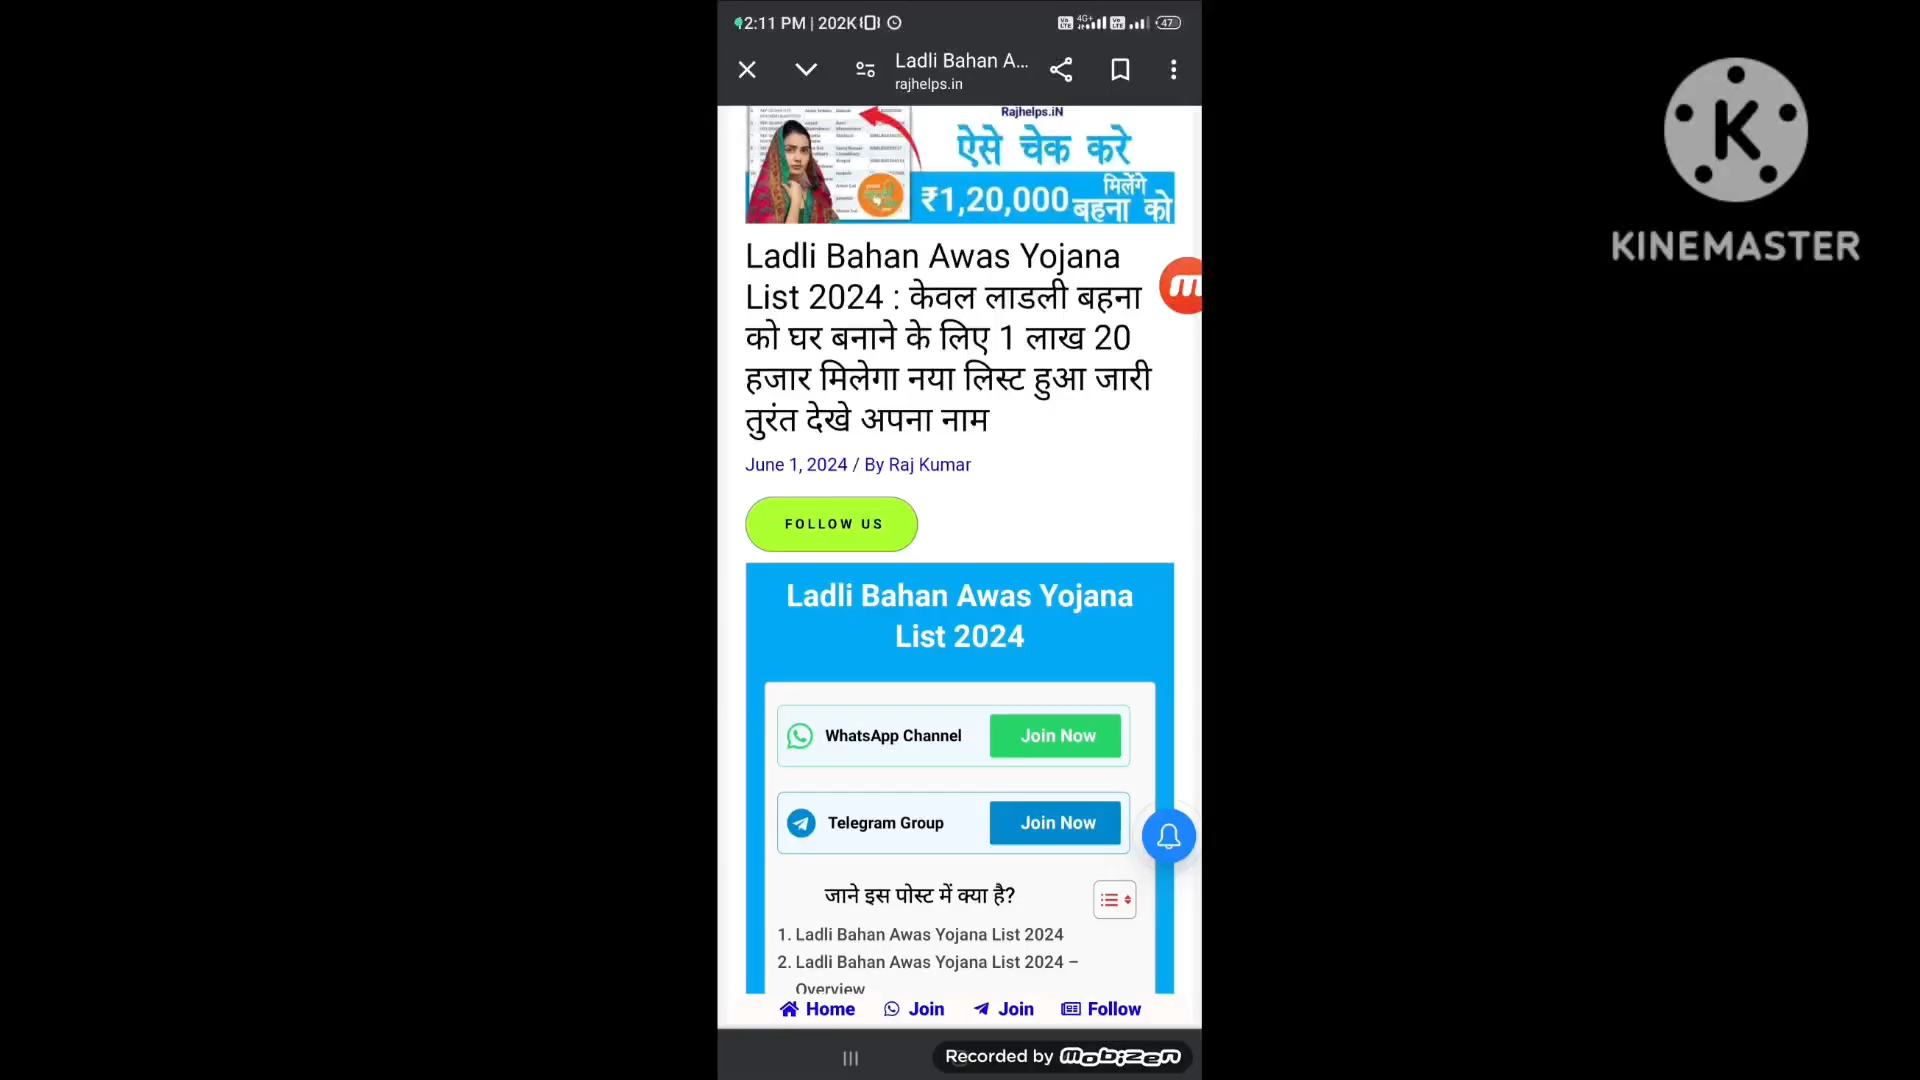 2:11 PM | 202K
4G+
47
Ladli Bahan A...
rajhelps.in
K
KINEMASTER
Rajhelps.iN
ऐसे चेक करे
₹1,20,000 मिलेंगे बहना को
Ladli Bahan Awas Yojana
List 2024 : केवल लाडली बहना
को घर बनाने के लिए 1 लाख 20
हजार मिलेगा नया लिस्ट हुआ जारी
तुरंत देखे अपना नाम
June 1, 2024 / By Raj Kumar
FOLLOW US
Ladli Bahan Awas Yojana
List 2024
WhatsApp Channel Join Now
Telegram Group Join Now
जाने इस पोस्ट में क्या है?
1. Ladli Bahan Awas Yojana List 2024
2. Ladli Bahan Awas Yojana List 2024 –
Overview
Home Join Join Follow
Recorded by Mobizen